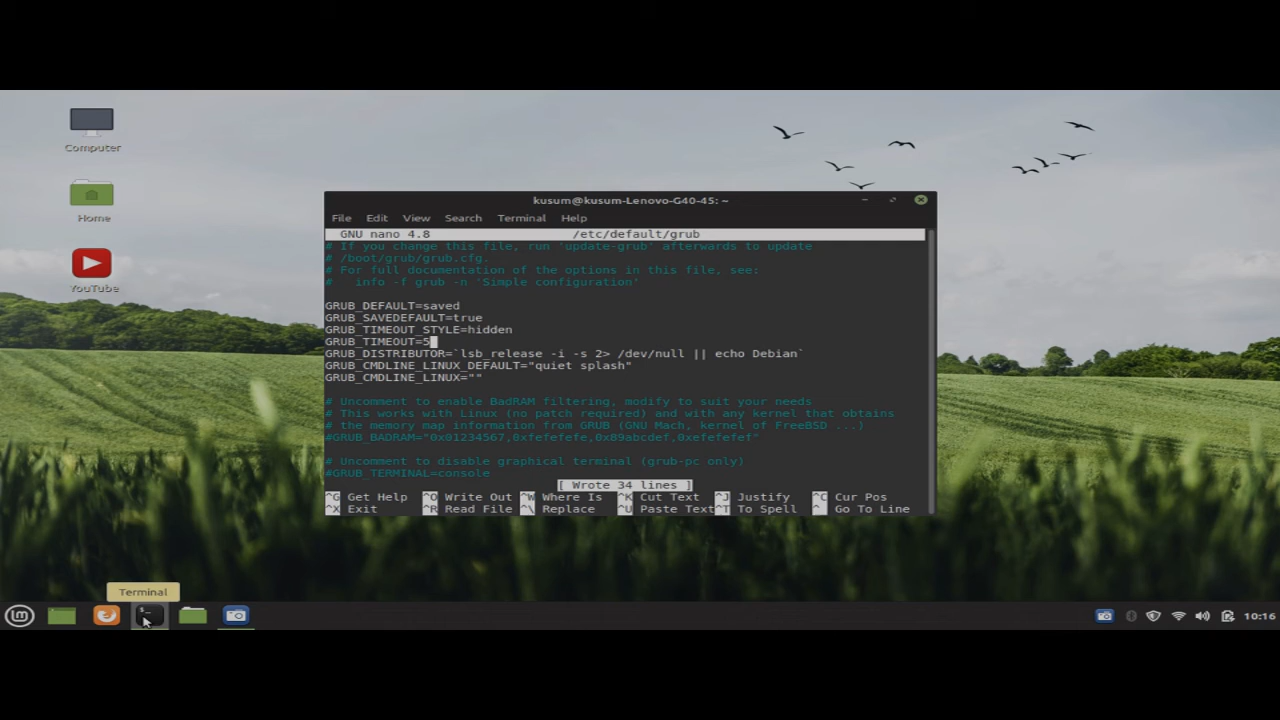 Computer
Home
YouTube
kusum@kusum-Lenovo-G40-45: ~
File Edit View Search Terminal Help
GNU nano 4.8 /etc/default/grub
# If you change this file, run 'update-grub' afterwards to update
# /boot/grub/grub.cfg.
# For full documentation of the options in this file, see:
#   info -f grub -n 'Simple configuration'
GRUB_DEFAULT=saved
GRUB_SAVEDEFAULT=true
GRUB_TIMEOUT_STYLE=hidden
GRUB_TIMEOUT=5
GRUB_DISTRIBUTOR=`lsb_release -i -s 2> /dev/null || echo Debian`
GRUB_CMDLINE_LINUX_DEFAULT="quiet splash"
GRUB_CMDLINE_LINUX=""
# Uncomment to enable BadRAM filtering, modify to suit your needs
# This works with Linux (no patch required) and with any kernel that obtains
# the memory map information from GRUB (GNU Mach, kernel of FreeBSD ...)
#GRUB_BADRAM="0x01234567,0xfefefefe,0x89abcdef,0xefefefef"
# Uncomment to disable graphical terminal (grub-pc only)
#GRUB_TERMINAL=console
[ Wrote 34 lines ]
^G Get Help ^O Write Out ^W Where Is ^K Cut Text ^J Justify ^C Cur Pos
^X Exit ^R Read File ^\ Replace ^U Paste Text ^T To Spell ^_ Go To Line
Terminal
10:16